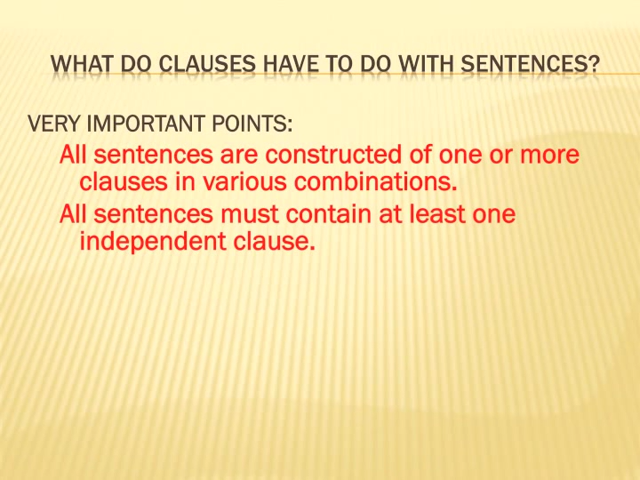 WHAT DO CLAUSES HAVE TO DO WITH SENTENCES?
VERY IMPORTANT POINTS:
All sentences are constructed of one or more
clauses in various combinations.
All sentences must contain at least one
independent clause.